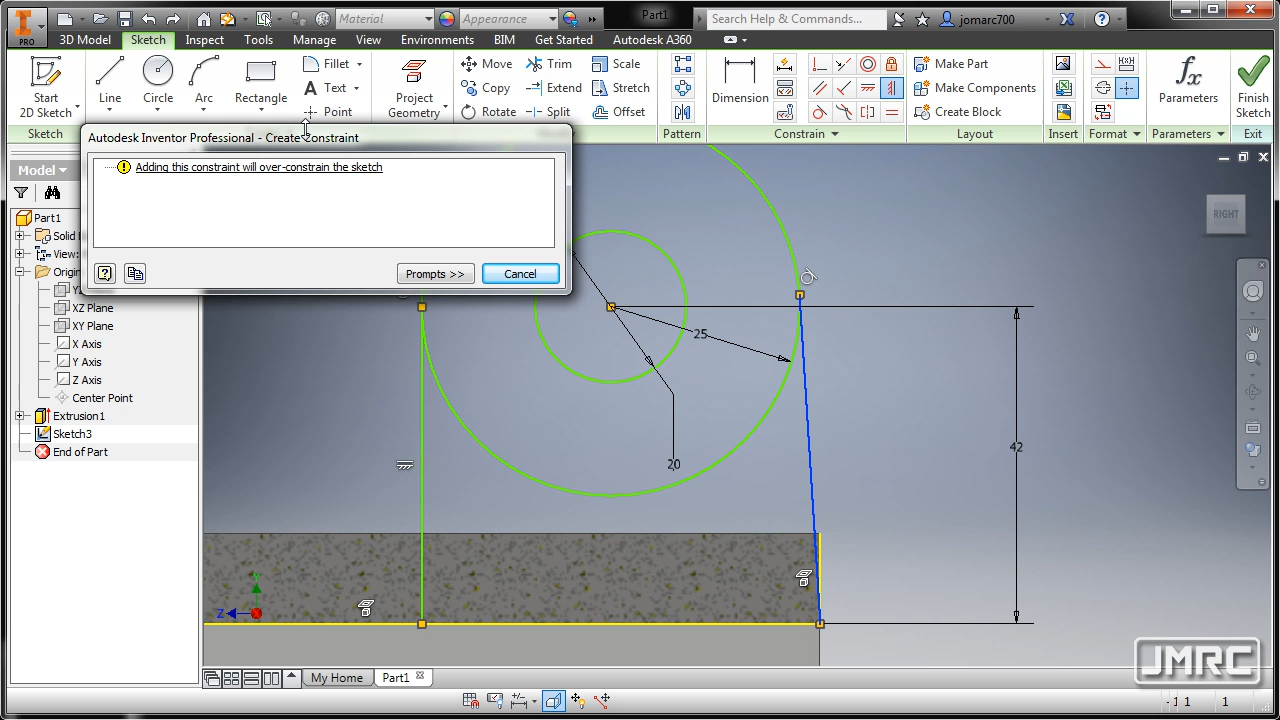 Material
Appearance
Part1
Search Help & Commands...
jomarc700
PRO
3D Model
Sketch
Inspect
Tools
Manage
View
Environments
BIM
Get Started
Autodesk A360
Start
2D Sketch
Line
Circle
Arc
Rectangle
Fillet
Text
Point
Project
Geometry
Move
Copy
Rotate
Trim
Extend
Split
Scale
Stretch
Offset
Dimension
Make Part
Make Components
Create Block
Parameters
Finish
Sketch
Sketch
Pattern
Constrain
Layout
Insert
Format
Parameters
Exit
Autodesk Inventor Professional - Create Constraint
Adding this constraint will over-constrain the sketch
Prompts >>
Cancel
Model
Part1
Solid
View:
Origin
XZ Plane
XY Plane
X Axis
Y Axis
Z Axis
Center Point
Extrusion1
Sketch3
End of Part
RIGHT
25
20
42
Y
Z
JMRC
My Home
Part1
1
1